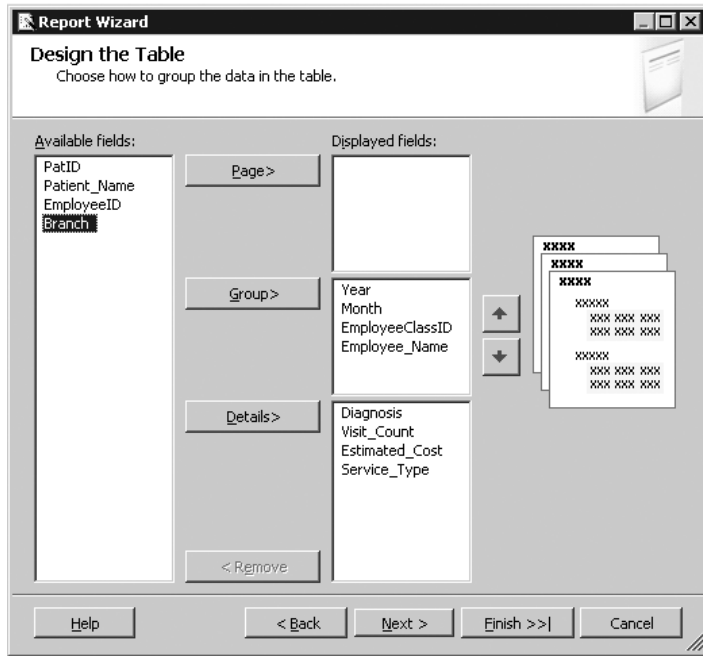 Report Wizard
Design the Table
Choose how to group the data in the table.
Available fields:
Displayed fields:
PatID
Patient_Name
EmployeeID
Branch
Page>
Group>
Year
Month
EmployeeClassID
Employee_Name
Details>
Diagnosis
Visit_Count
Estimated_Cost
Service_Type
< Remove
xxxx
xxxx
xxxx
xxxxx
xxx xxx xxx
xxx xxx xxx
xxxxx
xxx xxx xxx
xxx xxx xxx
Help
< Back
Next >
Finish >>|
Cancel